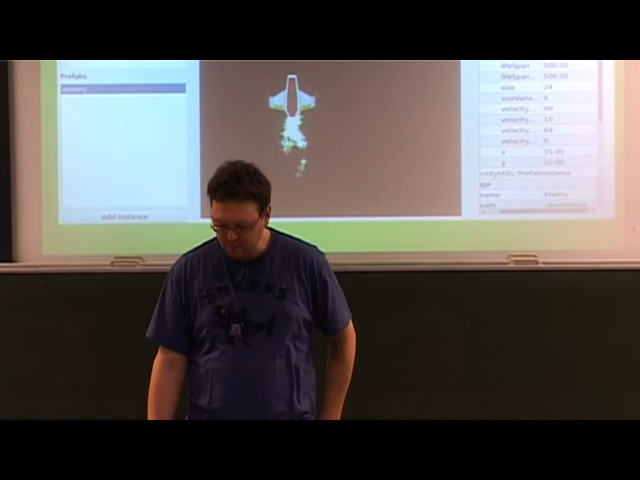 Prefabs
enemy
Add Instance
lifeSpan 500.00
lifeSpan... 500.00
size 24
sizeVaria... 8
velocity... 90
velocity... 10
velocity... 64
velocity... 0
x 55.00
y 50.00
EntityUtils::PrefabInstance
name Enemy